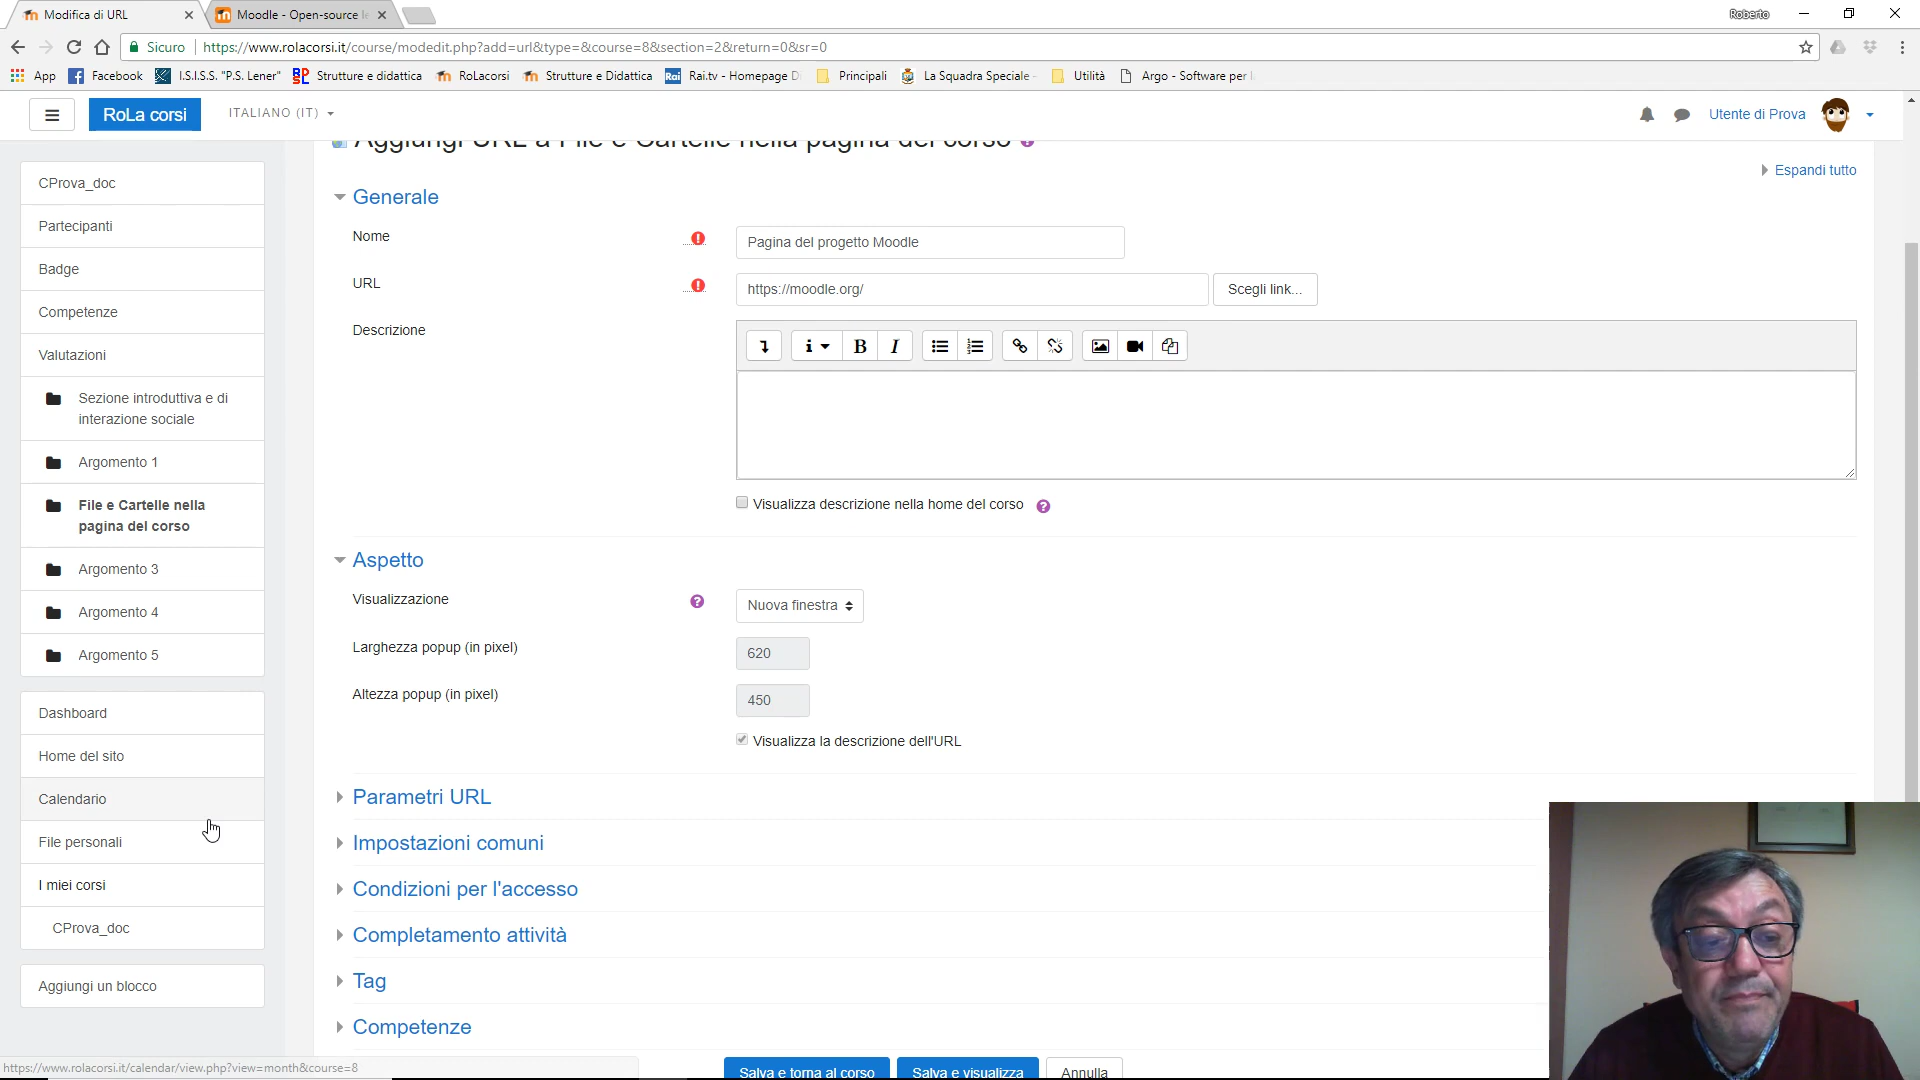 Modifica di URL
Moodle - Open-source le
Roberto
Sicuro
https://www.rolacorsi.it/course/modedit.php?add=url&type=&course=8&section=2&return=0&sr=0
App
Facebook
I.S.I.S.S. "P.S. Lener"
Strutture e didattica
RoLacorsi
Strutture e Didattica
Rai.tv - Homepage
Principali
La Squadra Speciale
Utilità
Argo - Software per
RoLa corsi
ITALIANO (IT)
Utente di Prova
Aggiungi URL a File e Cartelle nella pagina del corso
Espandi tutto
CProva_doc
Partecipanti
Badge
Competenze
Valutazioni
Sezione introduttiva e di
interazione sociale
Argomento 1
File e Cartelle nella
pagina del corso
Argomento 3
Argomento 4
Argomento 5
Dashboard
Home del sito
Calendario
File personali
I miei corsi
CProva_doc
Aggiungi un blocco
Generale
Nome
Pagina del progetto Moodle
URL
https://moodle.org/
Scegli link...
Descrizione
Visualizza descrizione nella home del corso
Aspetto
Visualizzazione
Nuova finestra
Larghezza popup (in pixel)
620
Altezza popup (in pixel)
450
Visualizza la descrizione dell'URL
Parametri URL
Impostazioni comuni
Condizioni per l'accesso
Completamento attività
Tag
Competenze
Salva e torna al corso
Salva e visualizza
Annulla
https://www.rolacorsi.it/calendar/view.php?view=month&course=8